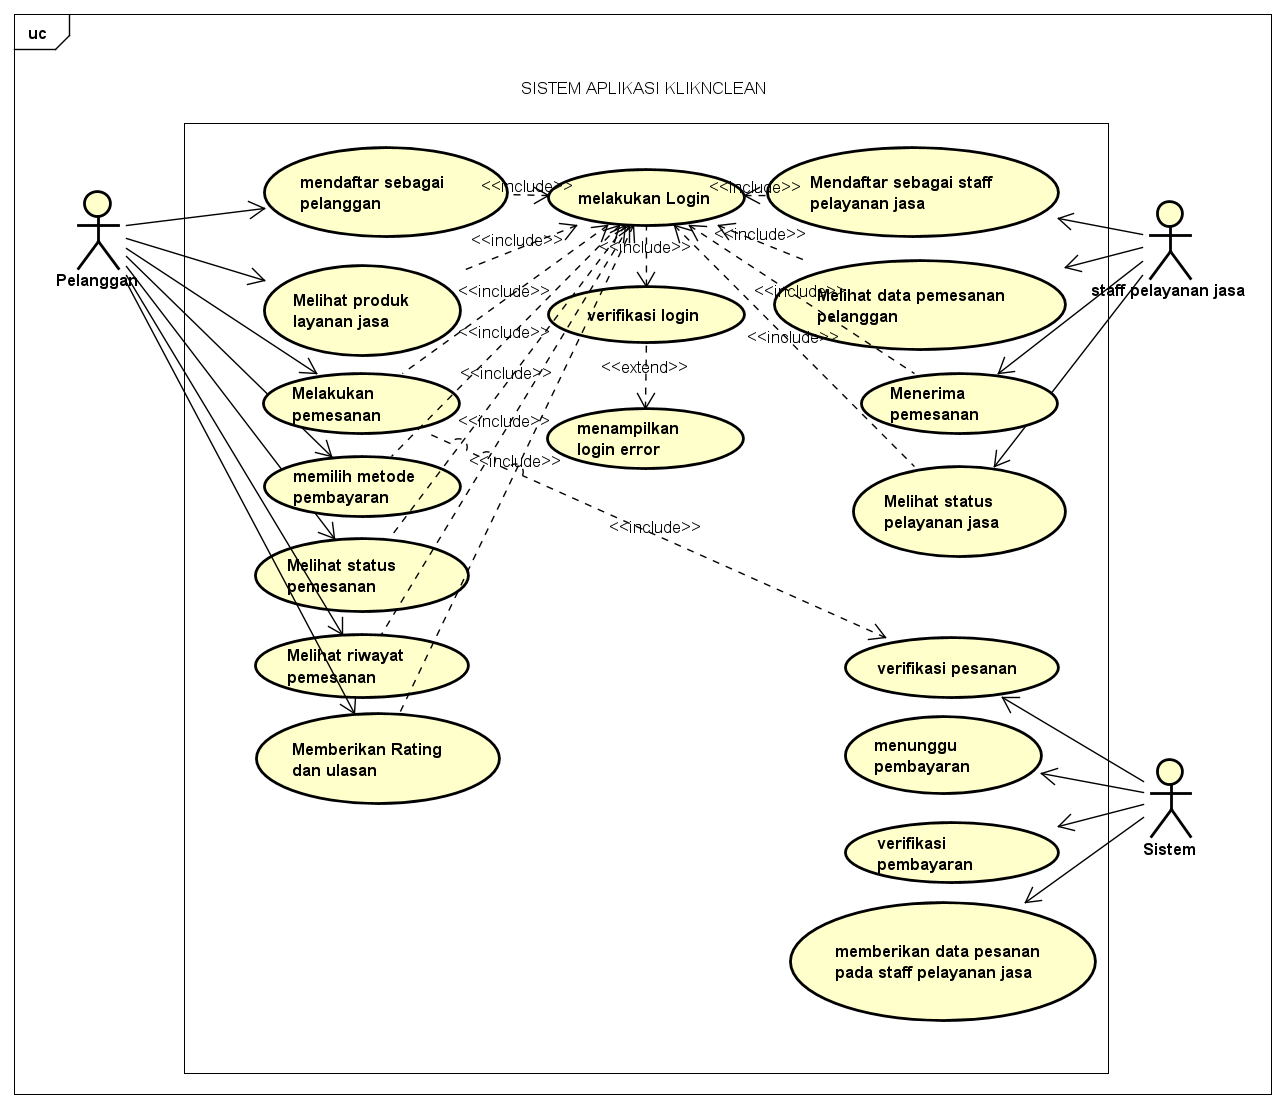 uc
SISTEM APLIKASI KLIKNCLEAN
mendaftar sebagai
pelanggan
<<include>>
melakukan Login
<<include>>
Mendaftar sebagai staff
pelayanan jasa
Pelanggan
<<include>>
<<include>>
<<include>>
staff pelayanan jasa
Melihat produk
layanan jasa
<<include>>
verifikasi login
<<include>>
Melihat data pemesanan
pelanggan
<<include>>
<<include>>
Melakukan
pemesanan
<<include>>
<<extend>>
Menerima
pemesanan
memilih metode
pembayaran
<<include>>
<<include>>
menampilkan
login error
Melihat status
pelayanan jasa
<<include>>
Melihat status
pemesanan
Melihat riwayat
pemesanan
verifikasi pesanan
Memberikan Rating
dan ulasan
menunggu
pembayaran
verifikasi
pembayaran
Sistem
memberikan data pesanan
pada staff pelayanan jasa